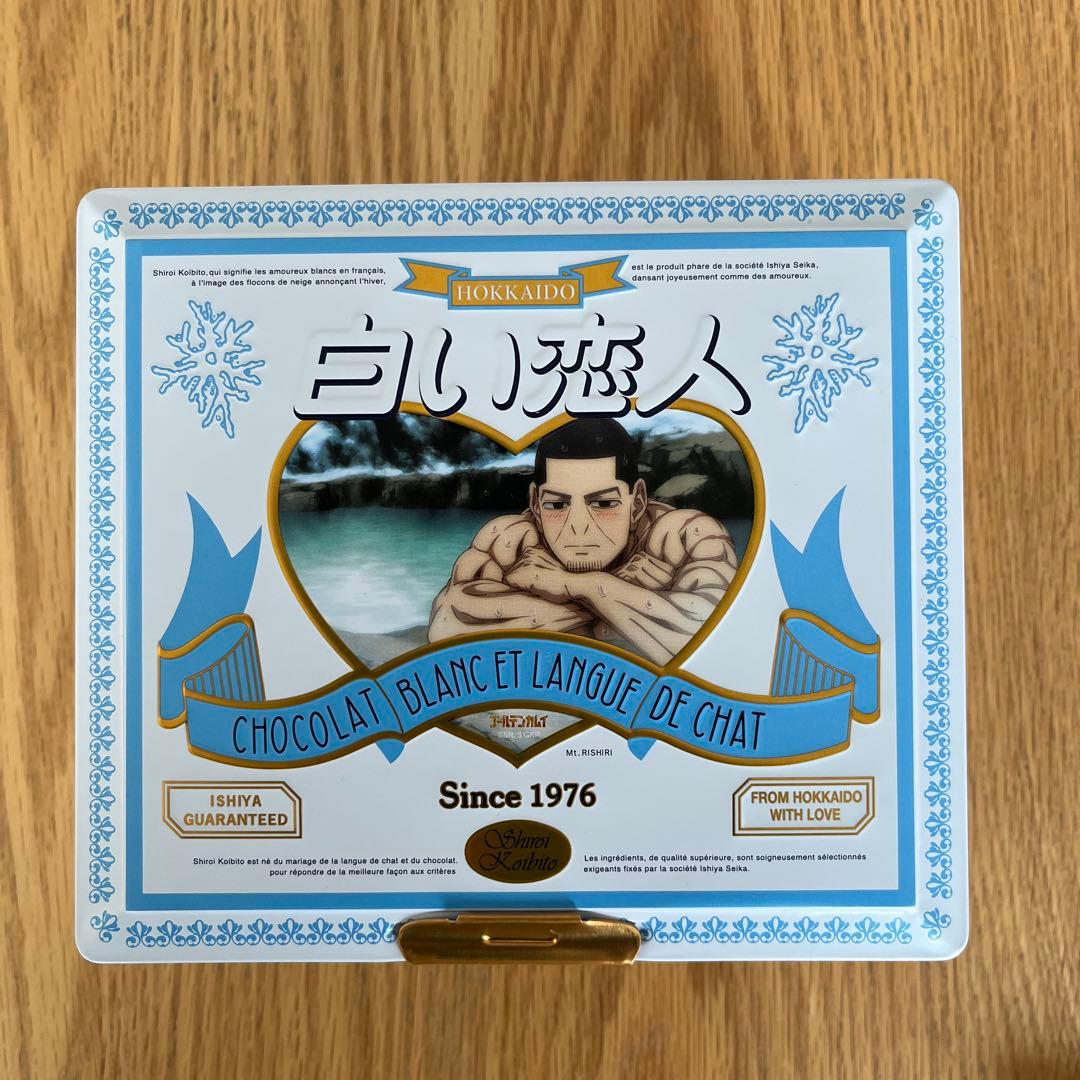 Shiroi Koibito, qui signifie les amoureux blancs en français,
à l'image des flocons de neige annonçant l'hiver,
HOKKAIDO
est le produit phare de la société Ishiya Seika,
dansant joyeusement comme des amoureux.
白い恋人
CHOCOLAT BLANC ET LANGUE DE CHAT
ゴールデンカムイ
Mt. RISHIRI
ISHIYA
GUARANTEED
Since 1976
FROM HOKKAIDO
WITH LOVE
Shiroi
Koibito
Shiroi Koibito est né du mariage de la langue de chat et du chocolat.
pour répondre de la meilleure façon aux critères
Les ingrédients, de qualité supérieure, sont soigneusement sélectionnés
exigeants fixés par la société Ishiya Seika.